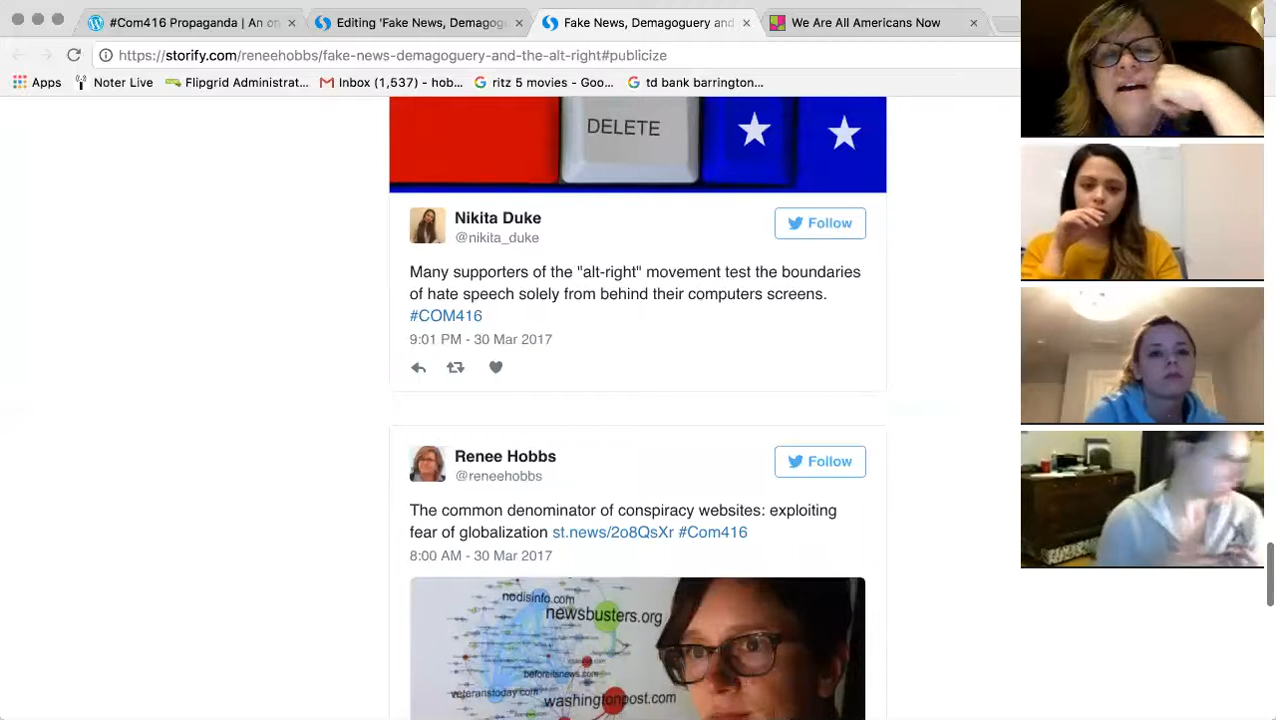 #Com416 Propaganda | An on
Editing 'Fake News, Demagog
Fake News, Demagoguery and
We Are All Americans Now
https://storify.com/reneehobbs/fake-news-demagoguery-and-the-alt-right#publicize
Apps
Noter Live
Flipgrid Administrat...
Inbox (1,537) - hob...
ritz 5 movies - Goo...
td bank barrington...
DELETE
Nikita Duke
@nikita_duke
Follow
Many supporters of the "alt-right" movement test the boundaries
of hate speech solely from behind their computers screens.
#COM416
9:01 PM - 30 Mar 2017
Renee Hobbs
@reneehobbs
Follow
The common denominator of conspiracy websites: exploiting
fear of globalization st.news/2o8QsXr #Com416
8:00 AM - 30 Mar 2017
nodisinfo.com
newsbusters.org
beforeitsnews.com
veteranstoday.com
washingtonpost.com